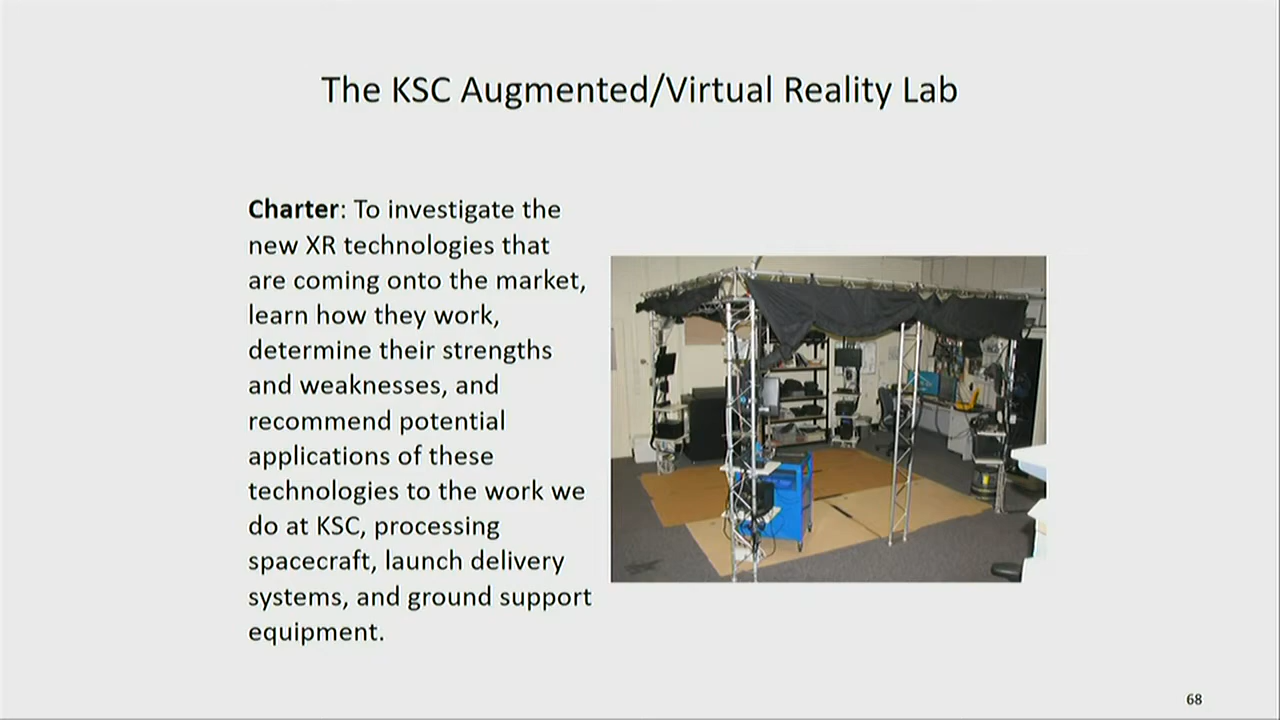 The KSC Augmented/Virtual Reality Lab
Charter: To investigate the
new XR technologies that
are coming onto the market,
learn how they work,
determine their strengths
and weaknesses, and
recommend potential
applications of these
technologies to the work we
do at KSC, processing
spacecraft, launch delivery
systems, and ground support
equipment.
68